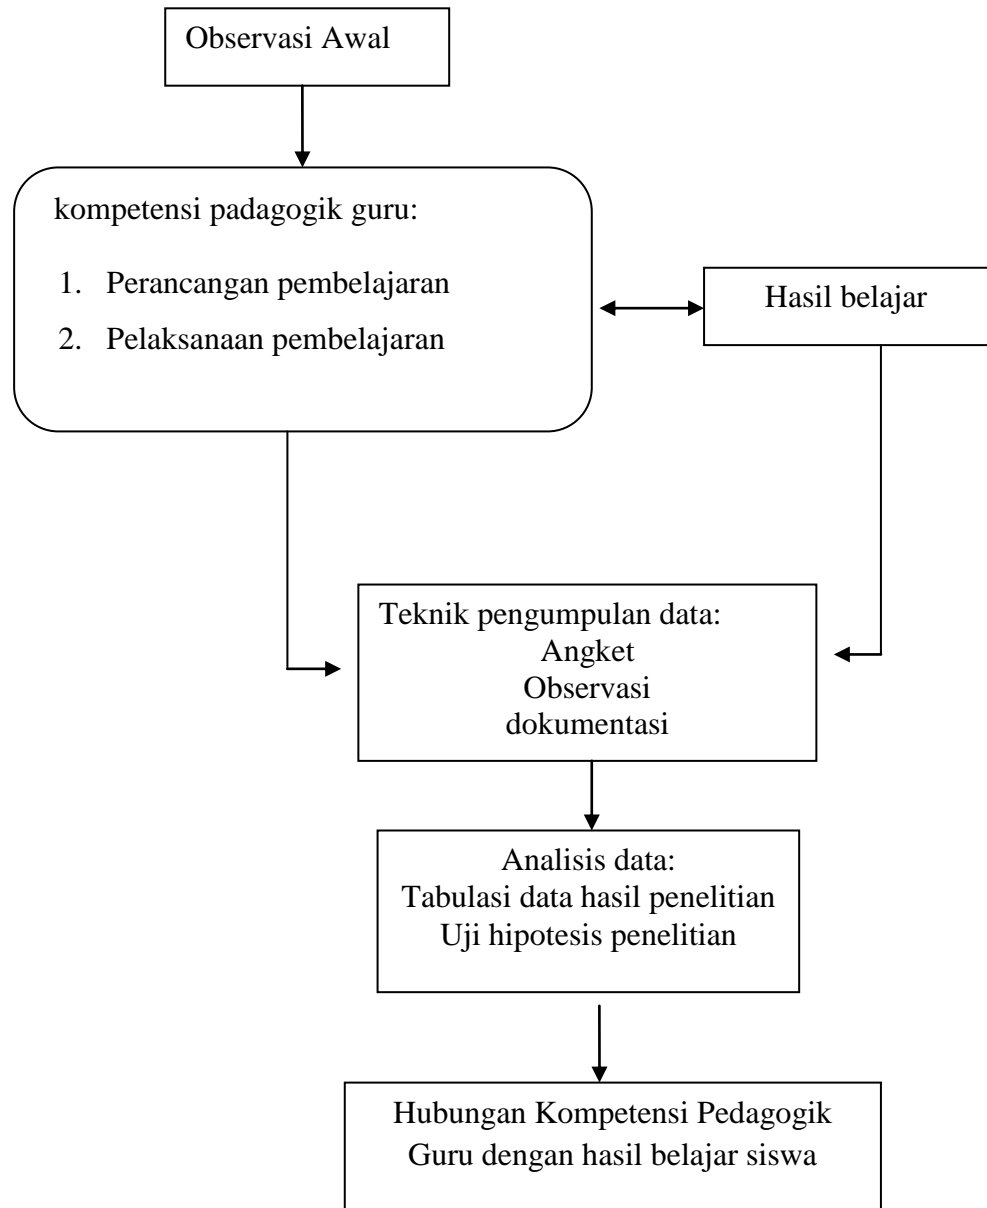 Observasi Awal
kompetensi padagogik guru:
1. Perancangan pembelajaran
2. Pelaksanaan pembelajaran
Hasil belajar
Teknik pengumpulan data:
Angket
Observasi
dokumentasi
Analisis data:
Tabulasi data hasil penelitian
Uji hipotesis penelitian
Hubungan Kompetensi Pedagogik
Guru dengan hasil belajar siswa